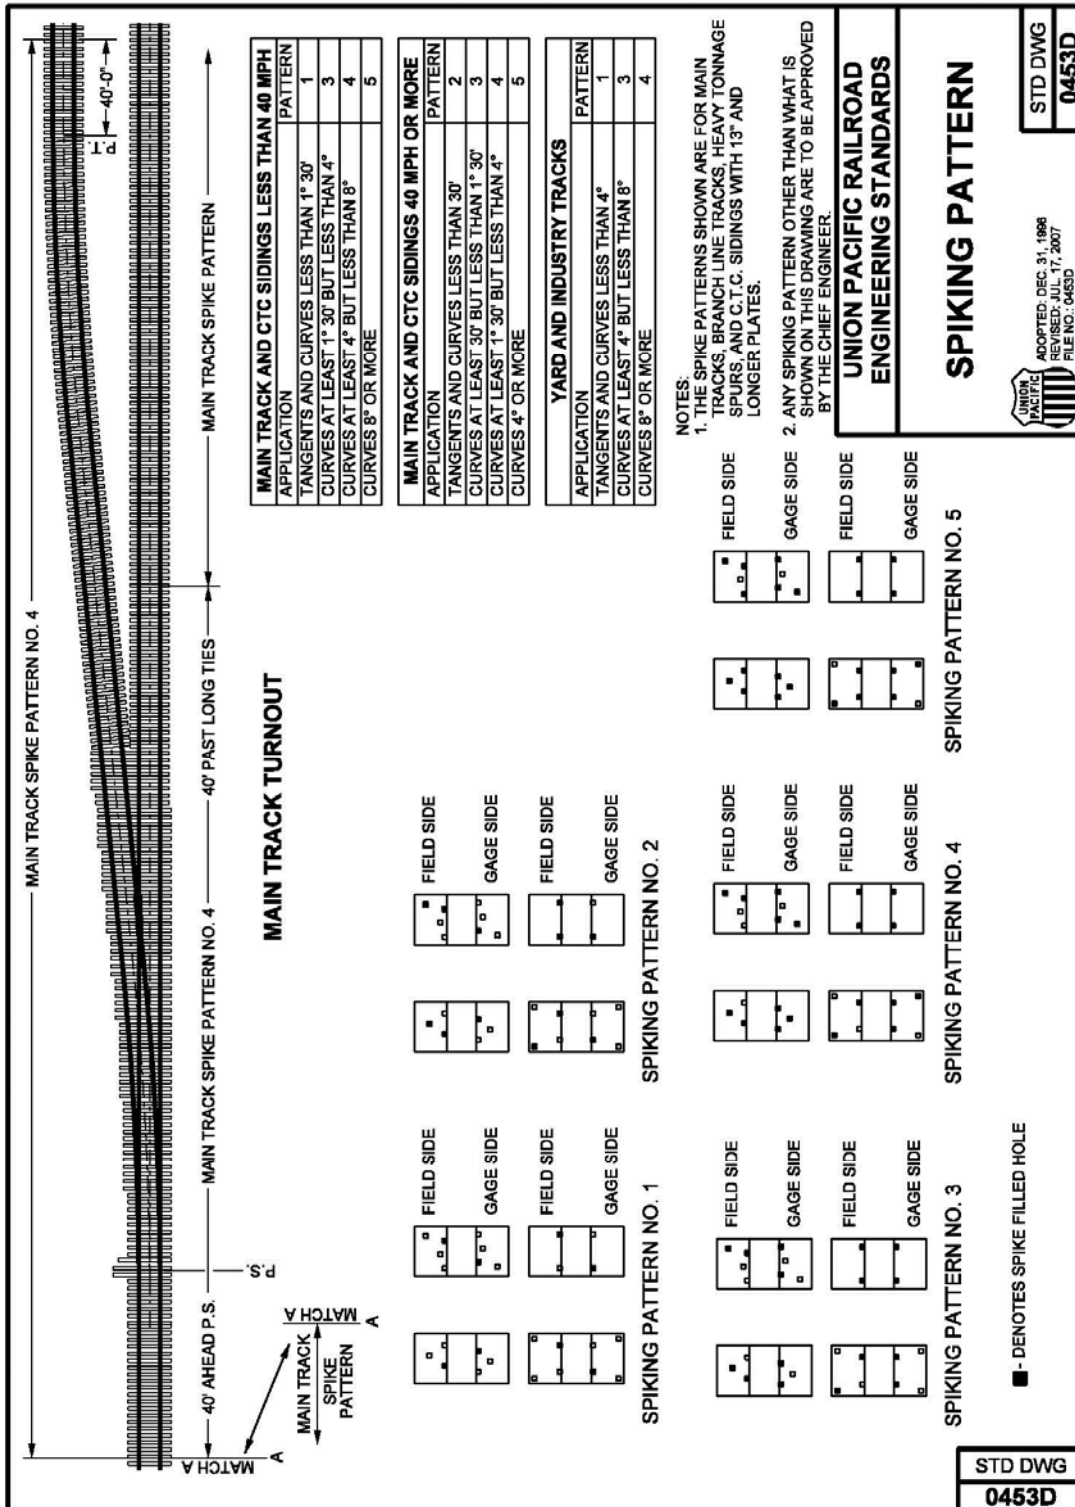 MAIN TRACK SPIKE PATTERN NO. 4
P.T.
40'-0"
40' AHEAD P.S.
MAIN TRACK SPIKE PATTERN NO. 4
40' PAST LONG TIES
MAIN TRACK SPIKE PATTERN
P.S.
MATCH A
A
MATCH A
A
MAIN TRACK
SPIKE
PATTERN
MAIN TRACK TURNOUT
MAIN TRACK AND CTC SIDINGS LESS THAN 40 MPH
APPLICATION PATTERN
TANGENTS AND CURVES LESS THAN 1° 30' 1
CURVES AT LEAST 1° 30' BUT LESS THAN 4° 3
CURVES AT LEAST 4° BUT LESS THAN 8° 4
CURVES 8° OR MORE 5
MAIN TRACK AND CTC SIDINGS 40 MPH OR MORE
APPLICATION PATTERN
TANGENTS AND CURVES LESS THAN 30' 2
CURVES AT LEAST 30' BUT LESS THAN 1° 30' 3
CURVES AT LEAST 1° 30' BUT LESS THAN 4° 4
CURVES 4° OR MORE 5
YARD AND INDUSTRY TRACKS
APPLICATION PATTERN
TANGENTS AND CURVES LESS THAN 4° 1
CURVES AT LEAST 4° BUT LESS THAN 8° 3
CURVES 8° OR MORE 4
FIELD SIDE
GAGE SIDE
FIELD SIDE
GAGE SIDE
SPIKING PATTERN NO. 1
FIELD SIDE
GAGE SIDE
FIELD SIDE
GAGE SIDE
SPIKING PATTERN NO. 2
FIELD SIDE
GAGE SIDE
FIELD SIDE
GAGE SIDE
SPIKING PATTERN NO. 3
FIELD SIDE
GAGE SIDE
FIELD SIDE
GAGE SIDE
SPIKING PATTERN NO. 4
FIELD SIDE
GAGE SIDE
FIELD SIDE
GAGE SIDE
SPIKING PATTERN NO. 5
■ - DENOTES SPIKE FILLED HOLE
NOTES:
1. THE SPIKE PATTERNS SHOWN ARE FOR MAIN
TRACKS, BRANCH LINE TRACKS, HEAVY TONNAGE
SPURS, AND C.T.C. SIDINGS WITH 13" AND
LONGER PLATES.
2. ANY SPIKING PATTERN OTHER THAN WHAT IS
SHOWN ON THIS DRAWING ARE TO BE APPROVED
BY THE CHIEF ENGINEER.
UNION PACIFIC RAILROAD
ENGINEERING STANDARDS
SPIKING PATTERN
UNION
PACIFIC
ADOPTED: DEC. 31, 1998
REVISED: JUL. 17, 2007
FILE NO.: 0453D
STD DWG
0453D
STD DWG
0453D